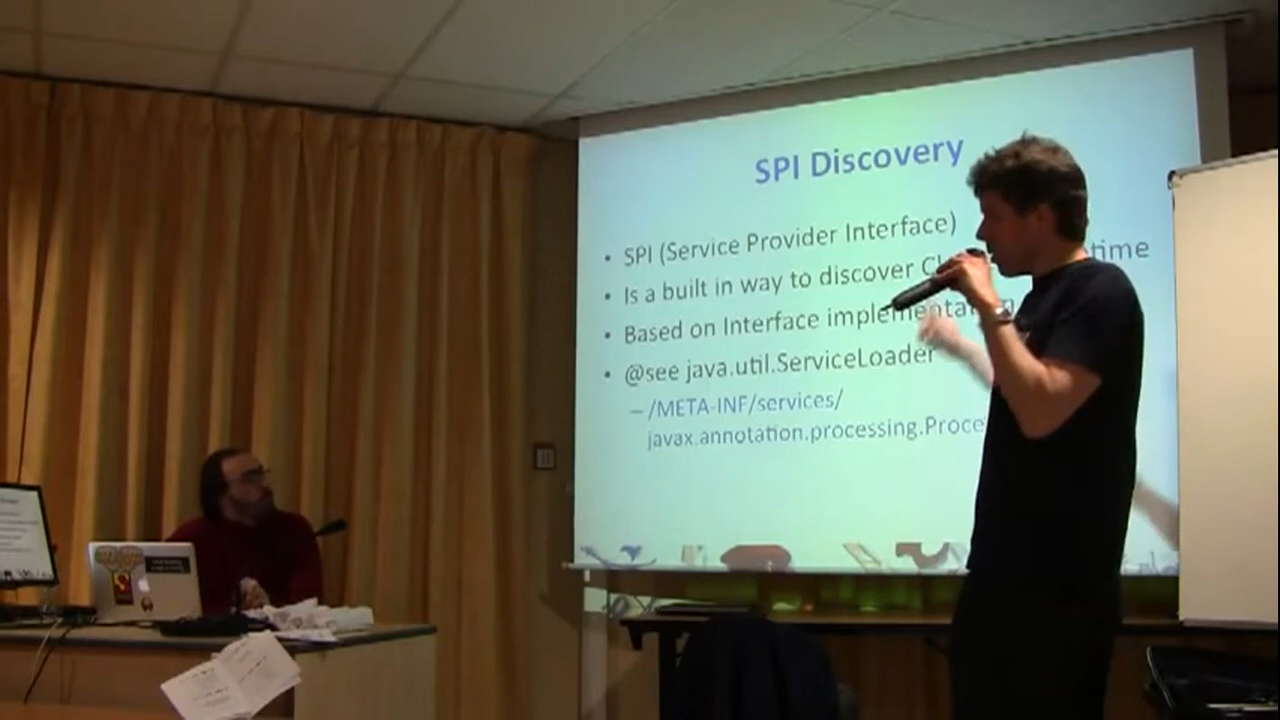 SPI Discovery
• SPI (Service Provider Interface)
• Is a built in way to discover
• Based on Interface
• @see java.util.ServiceLoader
– /META-INF/services/
javax.annotation.processing.Proce